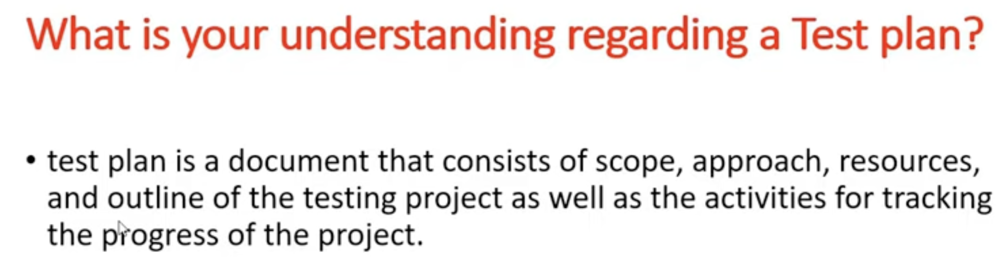 What is your understanding regarding a Test plan?
• test plan is a document that consists of scope, approach, resources,
and outline of the testing project as well as the activities for tracking
the progress of the project.